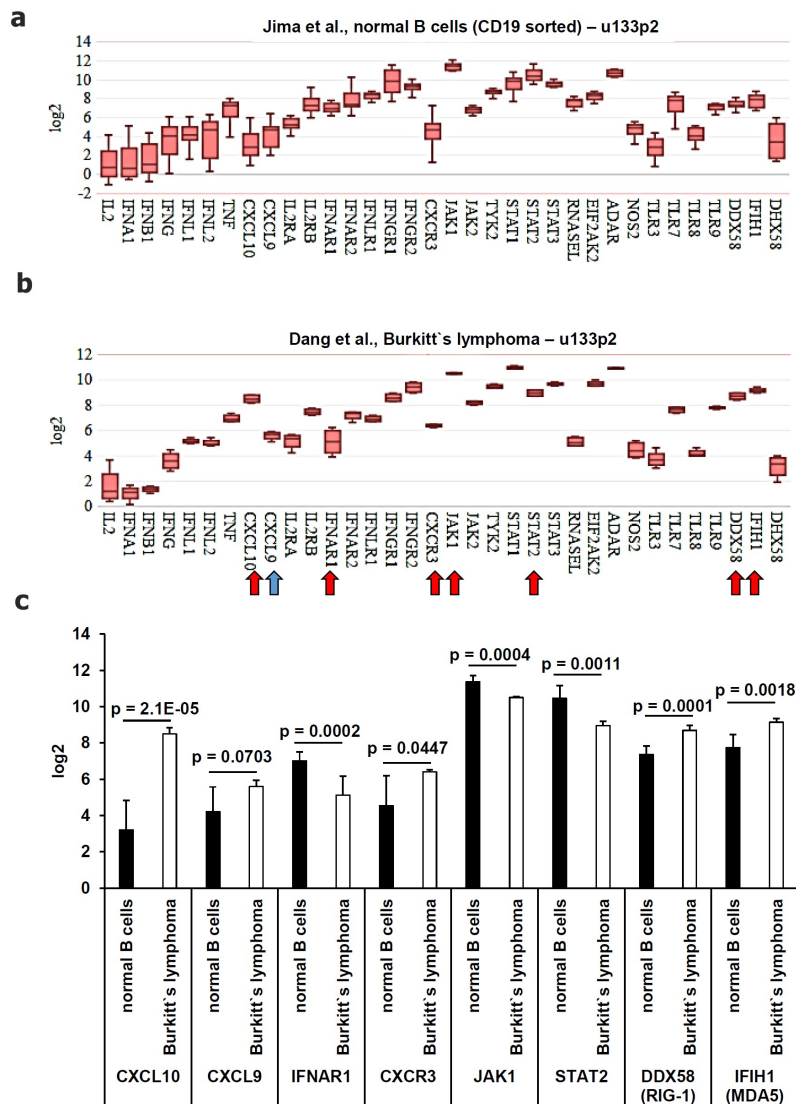 a
Jima et al., normal B cells (CD19 sorted) – u133p2
log2
14
12
10
8
6
4
2
0
-2
IL2 IFNA1 IFNB1 IFNG IFNL1 IFNL2 TNF CXCL10 CXCL9 IL2RA IL2RB IFNAR1 IFNAR2 IFNLR1 IFNGR1 IFNGR2 CXCR3 JAK1 JAK2 TYK2 STAT1 STAT2 STAT3 RNASEL EIF2AK2 ADAR NOS2 TLR3 TLR7 TLR8 TLR9 DDX58 IFIH1 DHX58
b
Dang et al., Burkitt`s lymphoma – u133p2
log2
12
10
8
6
4
2
0
IL2 IFNA1 IFNB1 IFNG IFNL1 IFNL2 TNF CXCL10 CXCL9 IL2RA IL2RB IFNAR1 IFNAR2 IFNLR1 IFNGR1 IFNGR2 CXCR3 JAK1 JAK2 TYK2 STAT1 STAT2 STAT3 RNASEL EIF2AK2 ADAR NOS2 TLR3 TLR7 TLR8 TLR9 DDX58 IFIH1 DHX58
c
log2
14
12
10
8
6
4
2
0
p = 2.1E-05
p = 0.0703
p = 0.0002
p = 0.0447
p = 0.0004
p = 0.0011
p = 0.0001
p = 0.0018
normal B cells
Burkitt`s lymphoma
normal B cells
Burkitt`s lymphoma
normal B cells
Burkitt`s lymphoma
normal B cells
Burkitt`s lymphoma
normal B cells
Burkitt`s lymphoma
normal B cells
Burkitt`s lymphoma
normal B cells
Burkitt`s lymphoma
normal B cells
Burkitt`s lymphoma
CXCL10
CXCL9
IFNAR1
CXCR3
JAK1
STAT2
DDX58
(RIG-1)
IFIH1
(MDA5)